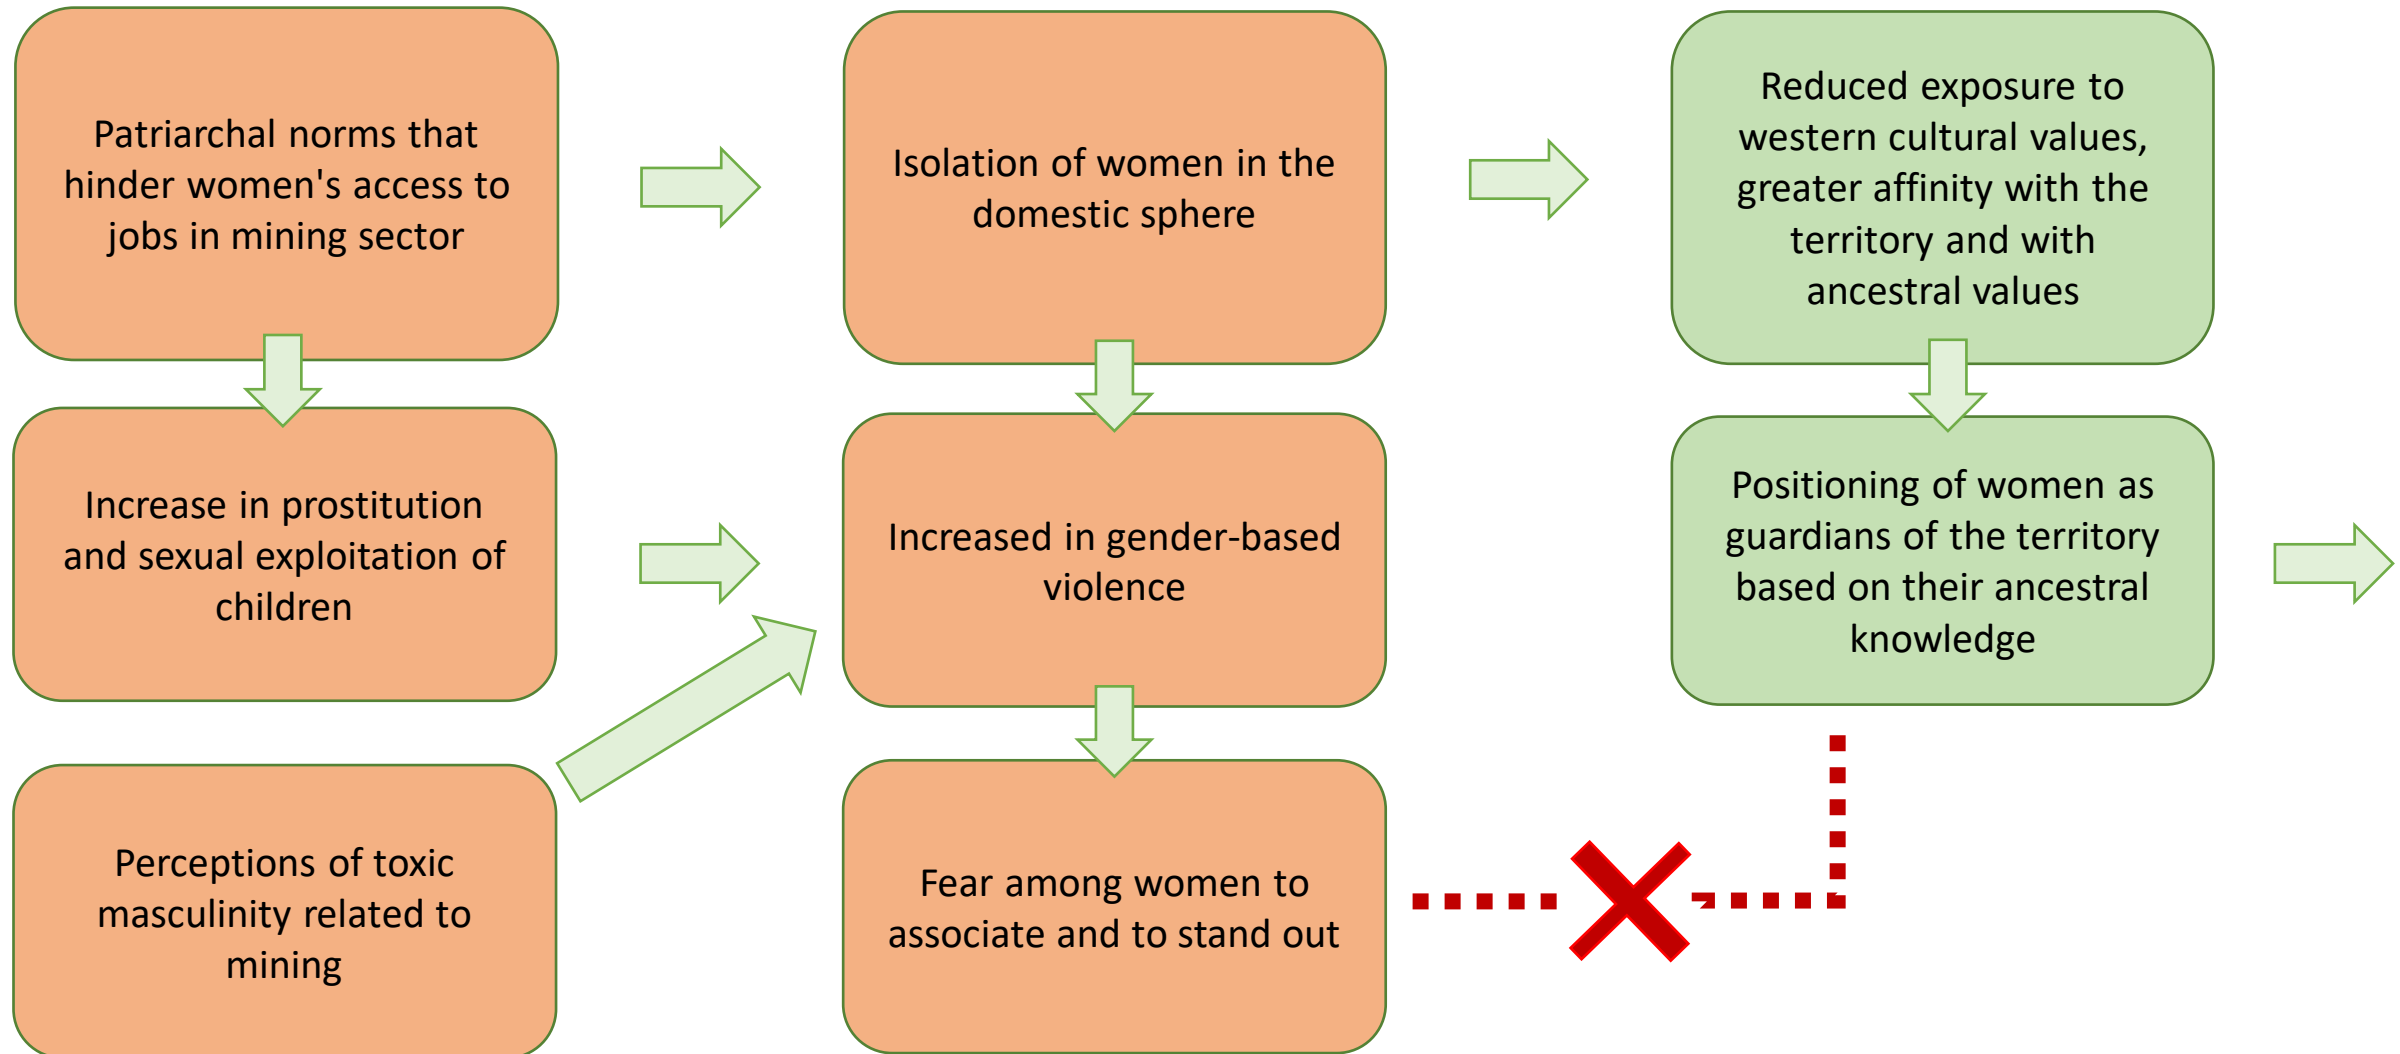 Patriarchal norms that
hinder women's access to
jobs in mining sector
Isolation of women in the
domestic sphere
Reduced exposure to
western cultural values,
greater affinity with the
territory and with
ancestral values
Increase in prostitution
and sexual exploitation of
children
Increased in gender-based
violence
Positioning of women as
guardians of the territory
based on their ancestral
knowledge
Perceptions of toxic
masculinity related to
mining
Fear among women to
associate and to stand out